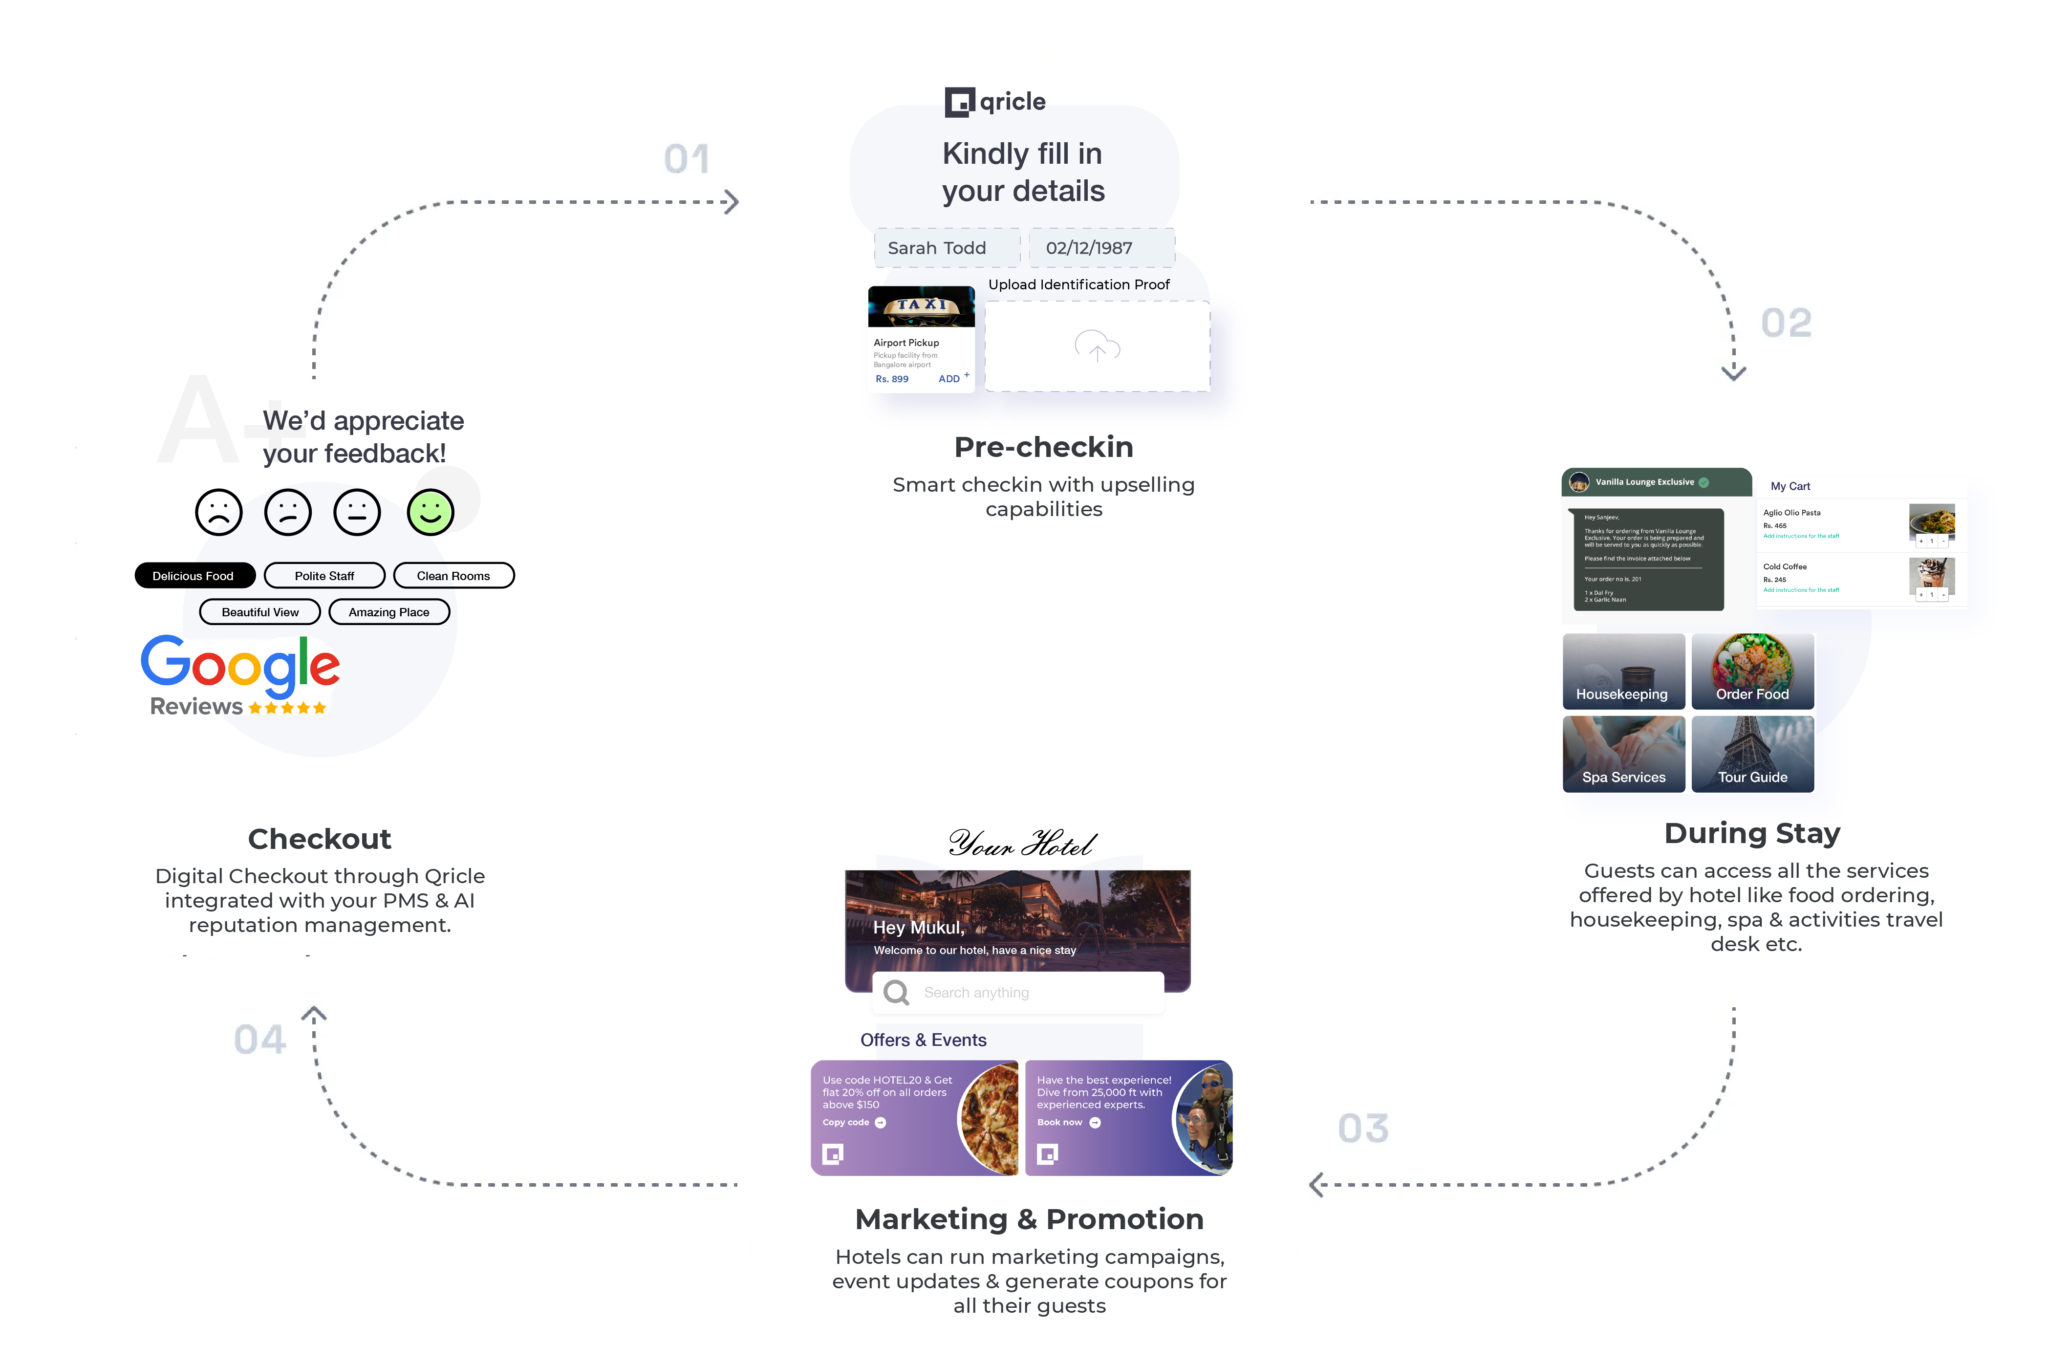 01
qricle
Kindly fill in
your details
Sarah Todd
02/12/1987
Upload Identification Proof
TAXI
Airport Pickup
Pickup facility from
Bangalore airport
Rs. 899
ADD +
Pre-checkin
Smart checkin with upselling
capabilities
02
Vanilla Lounge Exclusive
Hey Sanjeev,
Thanks for ordering from Vanilla Lounge
Exclusive. Your order is being prepared and
will be served to you as quickly as possible.
Please find the invoice attached below
Your order no is. 201
1 x Dal Fry
2 x Garlic Naan
My Cart
Aglio Olio Pasta
Rs. 465
Add instructions for the staff
+ 1 -
Cold Coffee
Rs. 245
Add instructions for the staff
+ 1 -
Housekeeping
Order Food
Spa Services
Tour Guide
During Stay
Guests can access all the services
offered by hotel like food ordering,
housekeeping, spa & activities travel
desk etc.
03
Your Hotel
Hey Mukul,
Welcome to our hotel, have a nice stay
Search anything
Offers & Events
Use code HOTEL20 & Get
flat 20% off on all orders
above $150
Copy code
Have the best experience!
Dive from 25,000 ft with
experienced experts.
Book now
Marketing & Promotion
Hotels can run marketing campaigns,
event updates & generate coupons for
all their guests
04
A+
We'd appreciate
your feedback!
Delicious Food
Polite Staff
Clean Rooms
Beautiful View
Amazing Place
Google
Reviews
Checkout
Digital Checkout through Qricle
integrated with your PMS & AI
reputation management.